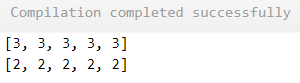 Compilation completed successfully
[3, 3, 3, 3, 3]
[2, 2, 2, 2, 2]